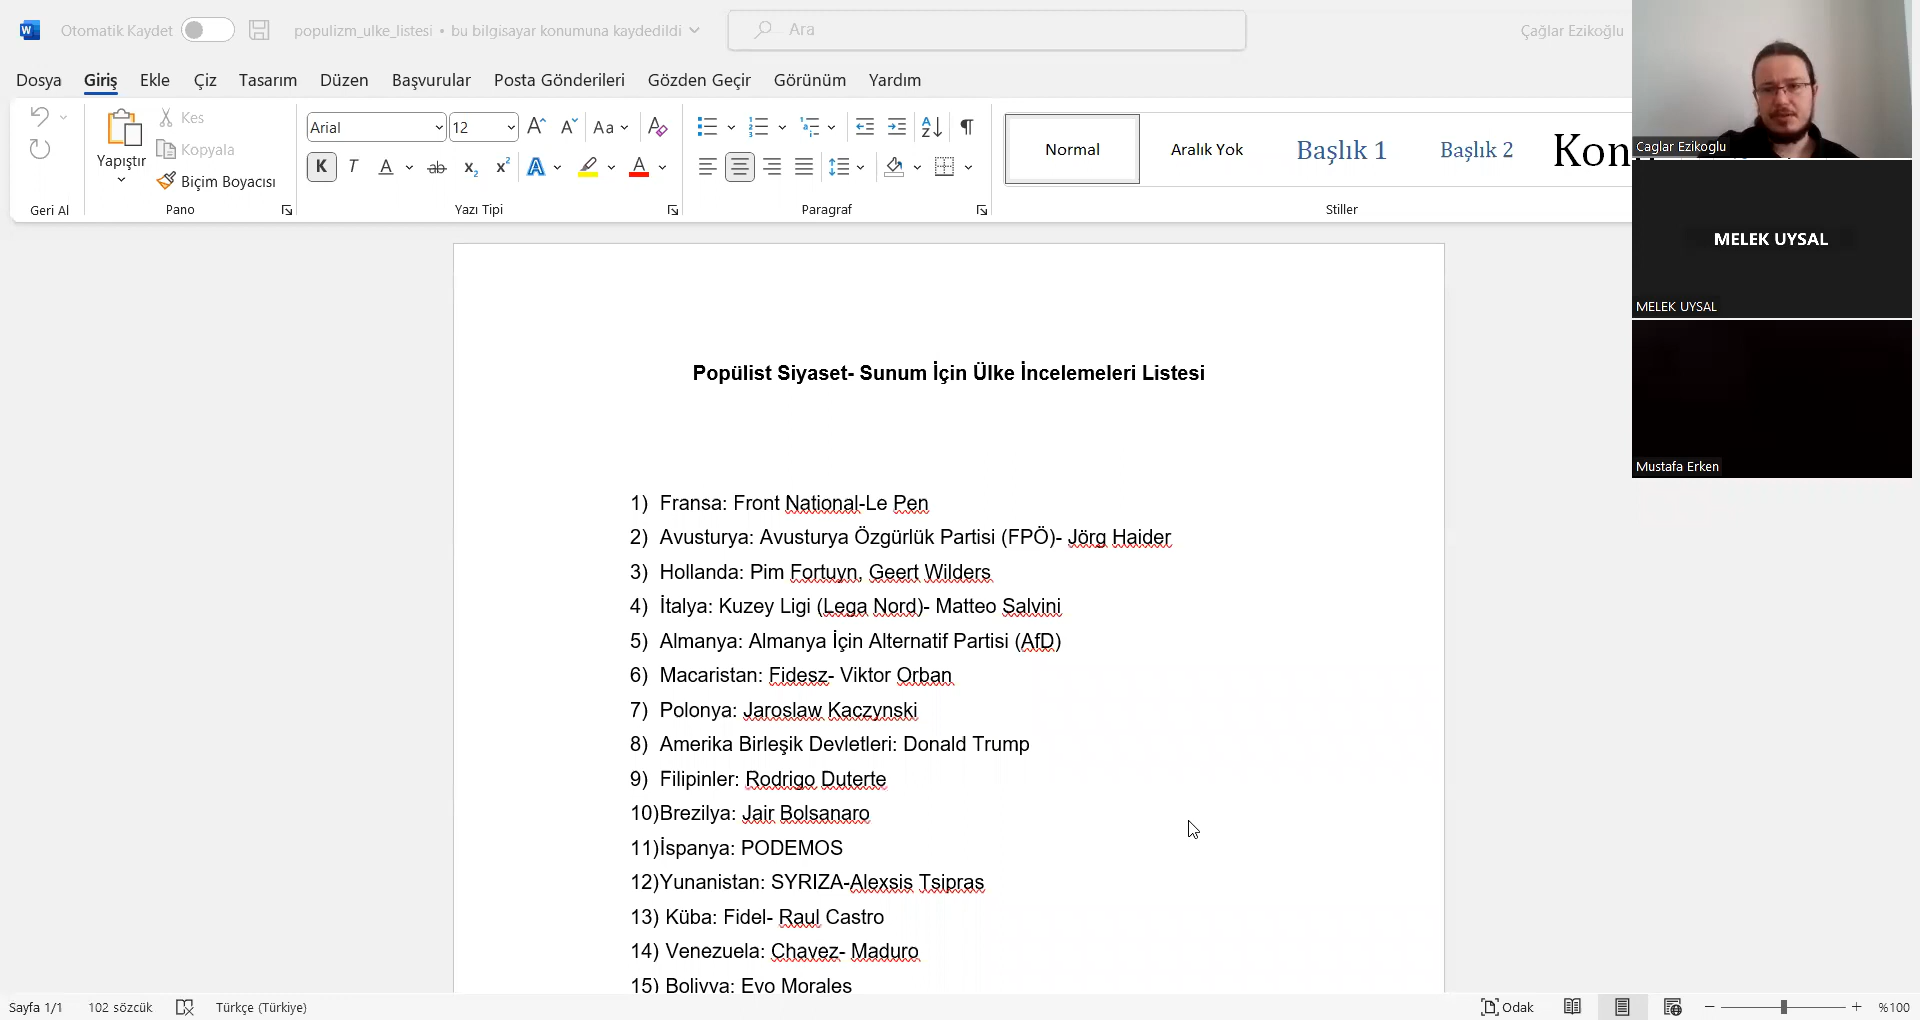 Otomatik Kaydet
populizm_ulke_listesi • bu bilgisayar konumuna kaydedildi
Ara
Çağlar Ezikoğlu
Dosya Giriş Ekle Çiz Tasarım Düzen Başvurular Posta Gönderileri Gözden Geçir Görünüm Yardım
Yapıştır
Kes
Kopyala
Biçim Boyacısı
Arial 12
Normal
Aralık Yok
Başlık 1
Başlık 2
Geri Al
Pano
Yazı Tipi
Paragraf
Stiller
Caglar Ezikoglu
MELEK UYSAL
MELEK UYSAL
Mustafa Erken
Popülist Siyaset- Sunum İçin Ülke İncelemeleri Listesi
1) Fransa: Front National-Le Pen
2) Avusturya: Avusturya Özgürlük Partisi (FPÖ)- Jörg Haider
3) Hollanda: Pim Fortuyn, Geert Wilders
4) İtalya: Kuzey Ligi (Lega Nord)- Matteo Salvini
5) Almanya: Almanya İçin Alternatif Partisi (AfD)
6) Macaristan: Fidesz- Viktor Orban
7) Polonya: Jaroslaw Kaczynski
8) Amerika Birleşik Devletleri: Donald Trump
9) Filipinler: Rodrigo Duterte
10)Brezilya: Jair Bolsanaro
11)İspanya: PODEMOS
12)Yunanistan: SYRIZA-Alexsis Tsipras
13) Küba: Fidel- Raul Castro
14) Venezuela: Chavez- Maduro
15) Bolivya: Evo Morales
Sayfa 1/1 102 sözcük Türkçe (Türkiye)
Odak
%100